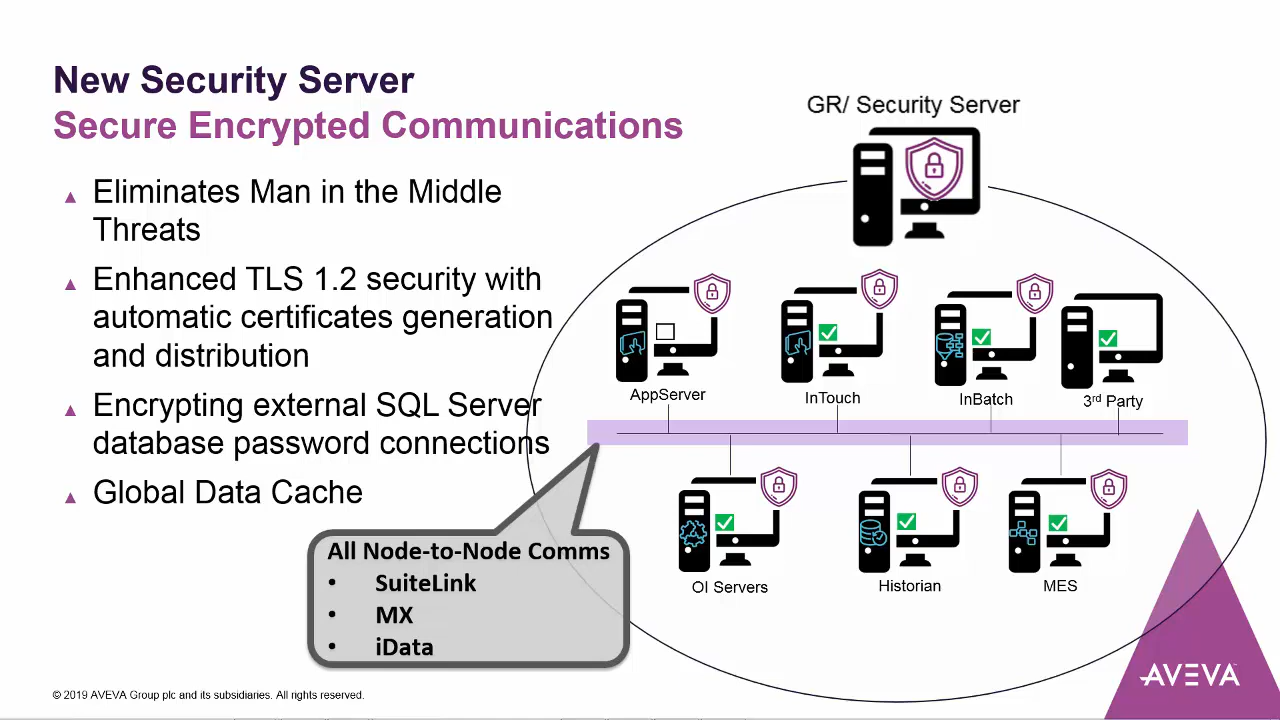 New Security Server
Secure Encrypted Communications
▲ Eliminates Man in the Middle
Threats
▲ Enhanced TLS 1.2 security with
automatic certificates generation
and distribution
▲ Encrypting external SQL Server
database password connections
▲ Global Data Cache
GR/ Security Server
AppServer
InTouch
InBatch
3rd Party
OI Servers
Historian
MES
All Node-to-Node Comms
• SuiteLink
• MX
• iData
© 2019 AVEVA Group plc and its subsidiaries. All rights reserved.
AVEVA